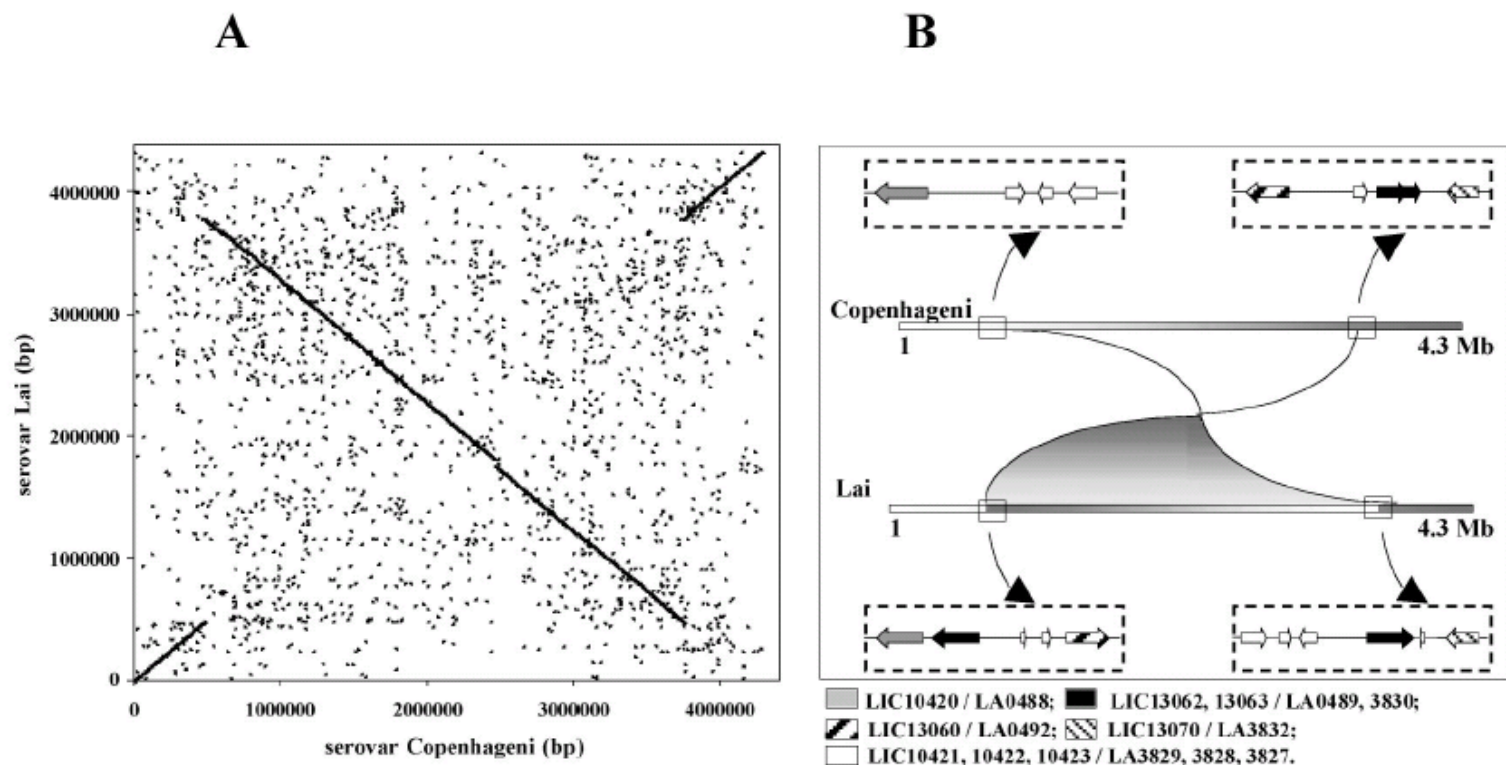 A
B
4000000
3000000
2000000
1000000
0
serovar Lai (bp)
0
1000000
2000000
3000000
4000000
serovar Copenhageni (bp)
Copenhageni
1
4.3 Mb
Lai
1
4.3 Mb
LIC10420 / LA0488; LIC13062, 13063 / LA0489, 3830;
LIC13060 / LA0492; LIC13070 / LA3832;
LIC10421, 10422, 10423 / LA3829, 3828, 3827.